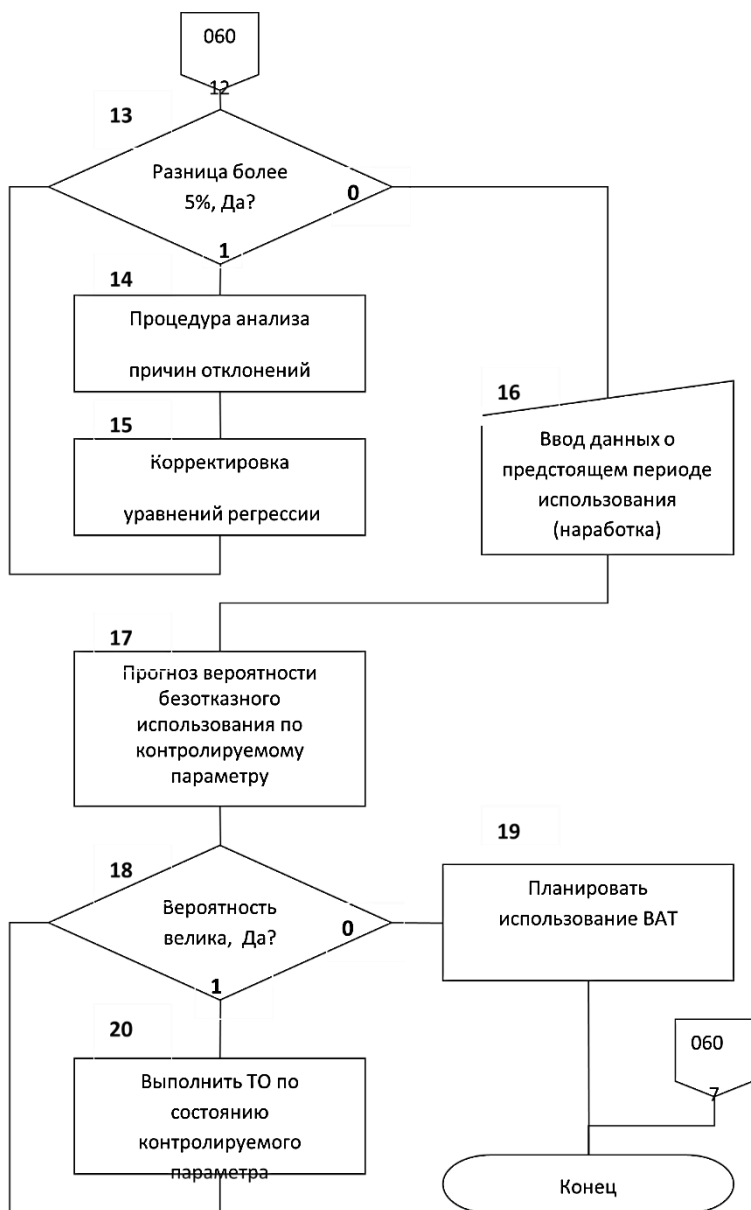 060
12
13
Разница более
5%, Да?
0
1
14
Процедура анализа
причин отклонений
15
Корректировка
уравнений регрессии
16
Ввод данных о
предстоящем периоде
использования
(наработка)
17
Прогноз вероятности
безотказного
использования по
контролируемому
параметру
18
Вероятность
велика, Да?
0
1
19
Планировать
использование ВАТ
20
Выполнить ТО по
состоянию
контролируемого
параметра
060
7
Конец